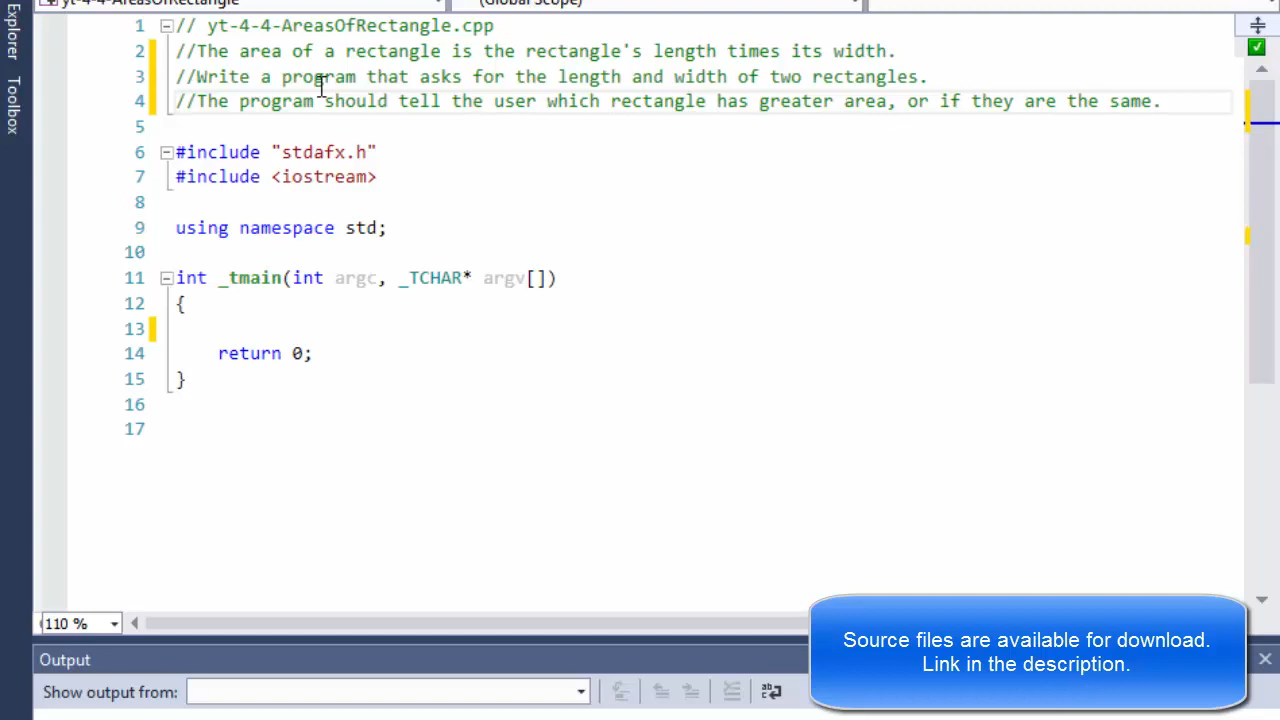 yt-4-4-AreasOfRectangle
(Global Scope)
Explorer
Toolbox
1 // yt-4-4-AreasOfRectangle.cpp
2 //The area of a rectangle is the rectangle's length times its width.
3 //Write a program that asks for the length and width of two rectangles.
4 //The program should tell the user which rectangle has greater area, or if they are the same.
5
6 #include "stdafx.h"
7 #include <iostream>
8
9 using namespace std;
10
11 int _tmain(int argc, _TCHAR* argv[])
12 {
13
14 return 0;
15 }
16
17
110 %
Output
Show output from:
Source files are available for download.
Link in the description.